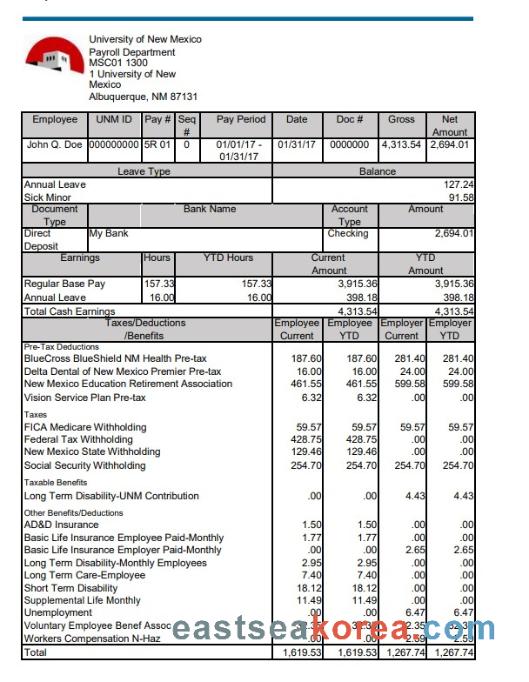 University of New Mexico
Payroll Department
MSC01 1300
1 University of New
Mexico
Albuquerque, NM 87131
Employee UNM ID Pay # Seq # Pay Period Date Doc # Gross Net Amount
John Q. Doe 000000000 5R 01 0 01/01/17 - 01/31/17 01/31/17 0000000 4,313.54 2,694.01
Leave Type Balance
Annual Leave 127.24
Sick Minor 91.58
Document Type Bank Name Account Type Amount
Direct Deposit My Bank Checking 2,694.01
Earnings Hours YTD Hours Current Amount YTD Amount
Regular Base Pay 157.33 157.33 3,915.36 3,915.36
Annual Leave 16.00 16.00 398.18 398.18
Total Cash Earnings 4,313.54 4,313.54
Taxes/Deductions /Benefits Employee Current Employee YTD Employer Current Employer YTD
Pre-Tax Deductions
BlueCross BlueShield NM Health Pre-tax 187.60 187.60 281.40 281.40
Delta Dental of New Mexico Premier Pre-tax 16.00 16.00 24.00 24.00
New Mexico Education Retirement Association 461.55 461.55 599.58 599.58
Vision Service Plan Pre-tax 6.32 6.32 .00 .00
Taxes
FICA Medicare Withholding 59.57 59.57 59.57 59.57
Federal Tax Withholding 428.75 428.75 .00 .00
New Mexico State Withholding 129.46 129.46 .00 .00
Social Security Withholding 254.70 254.70 254.70 254.70
Taxable Benefits
Long Term Disability-UNM Contribution .00 .00 4.43 4.43
Other Benefits/Deductions
AD&D Insurance 1.50 1.50 .00 .00
Basic Life Insurance Employee Paid-Monthly 1.77 1.77 .00 .00
Basic Life Insurance Employer Paid-Monthly .00 .00 2.65 2.65
Long Term Disability-Monthly Employees 2.95 2.95 .00 .00
Long Term Care-Employee 7.40 7.40 .00 .00
Short Term Disability 18.12 18.12 .00 .00
Supplemental Life Monthly 11.49 11.49 .00 .00
Unemployment .00 .00 6.47 6.47
Voluntary Employee Benef Assoc
eastseakorea.com
Workers Compensation N-Haz
Total 1,619.53 1,619.53 1,267.74 1,267.74